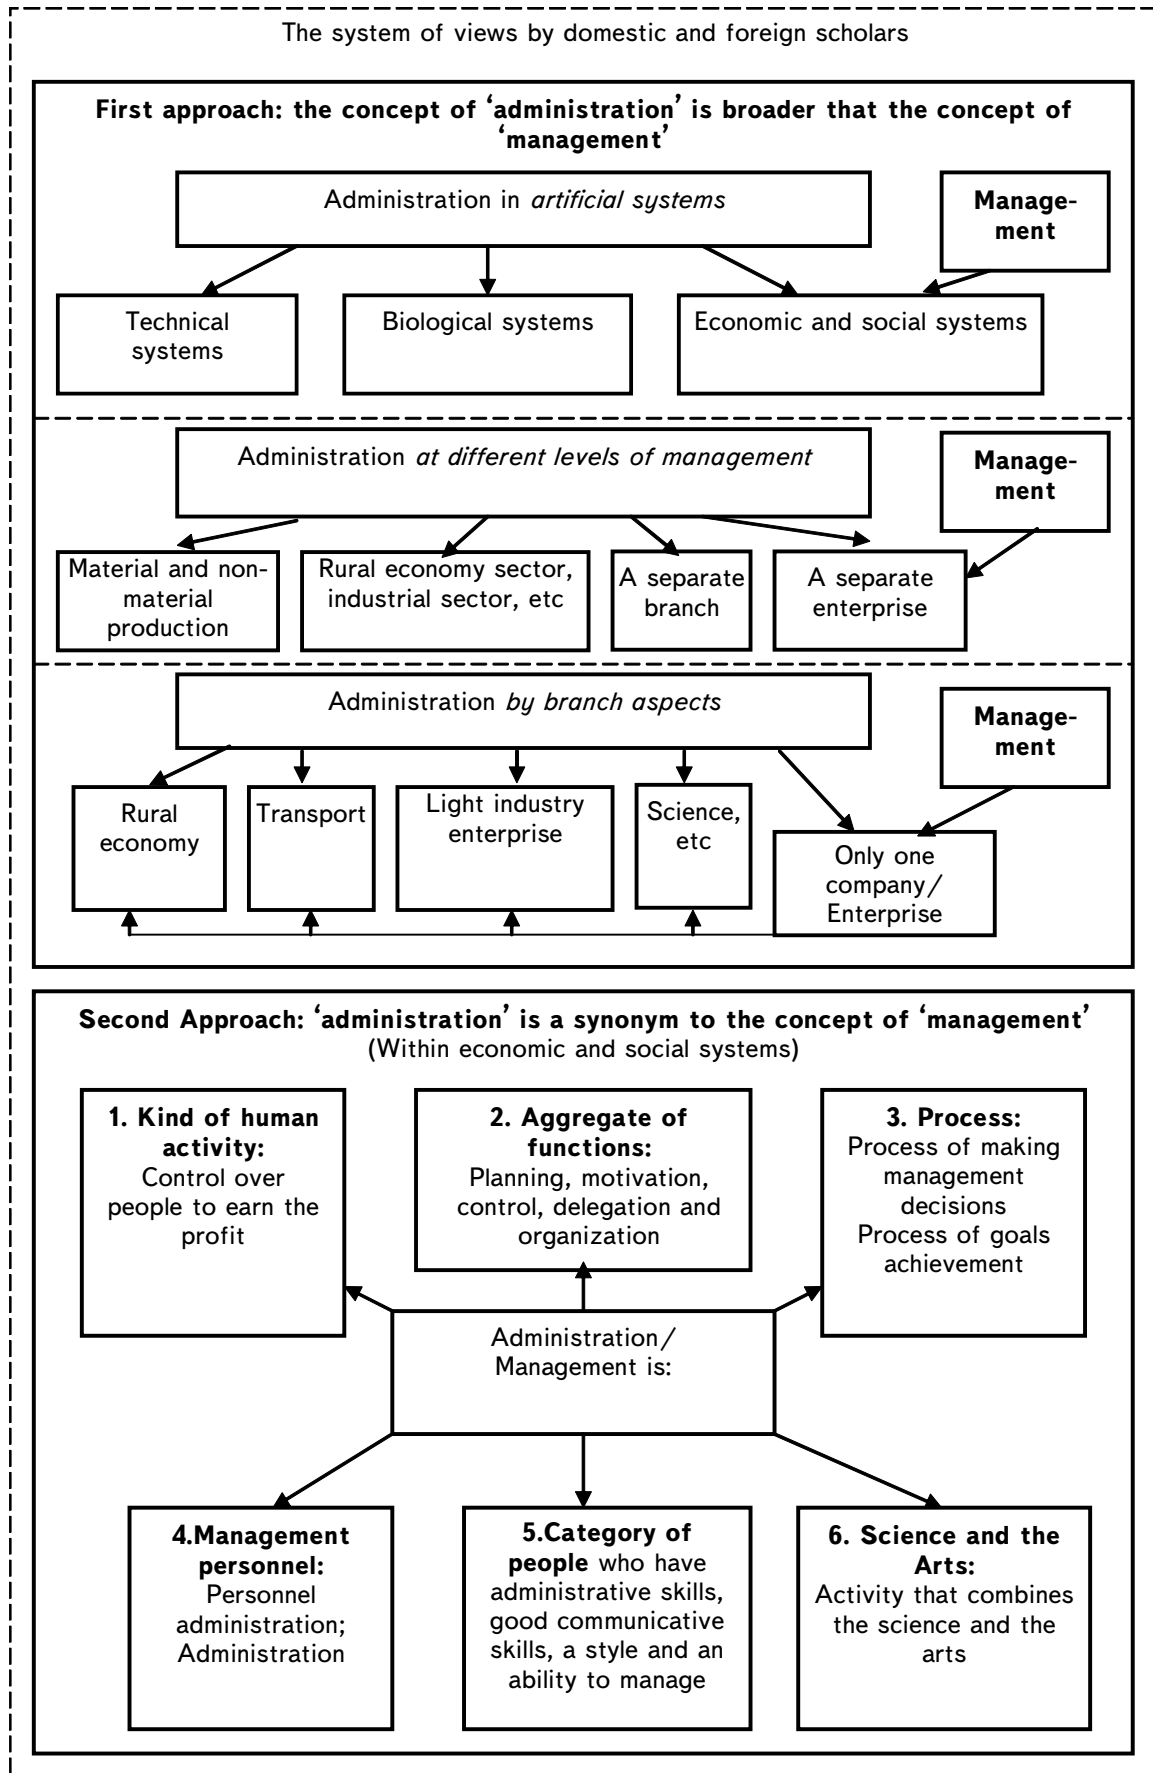 The system of views by domestic and foreign scholars
First approach: the concept of ‘administration’ is broader that the concept of
‘management’
Administration in artificial systems
Manage-
ment
Technical
systems
Biological systems
Economic and social systems
Administration at different levels of management
Manage-
ment
Material and non-
material
production
Rural economy sector,
industrial sector, etc
A separate
branch
A separate
enterprise
Administration by branch aspects
Manage-
ment
Rural
economy
Transport
Light industry
enterprise
Science,
etc
Only one
company/
Enterprise
Second Approach: ‘administration’ is a synonym to the concept of ‘management’
(Within economic and social systems)
1. Kind of human
activity:
Control over
people to earn the
profit
2. Aggregate of
functions:
Planning, motivation,
control, delegation and
organization
3. Process:
Process of making
management
decisions
Process of goals
achievement
Administration/
Management is:
4.Management
personnel:
Personnel
administration;
Administration
5.Category of
people who have
administrative skills,
good communicative
skills, a style and an
ability to manage
6. Science and the
Arts:
Activity that combines
the science and the
arts